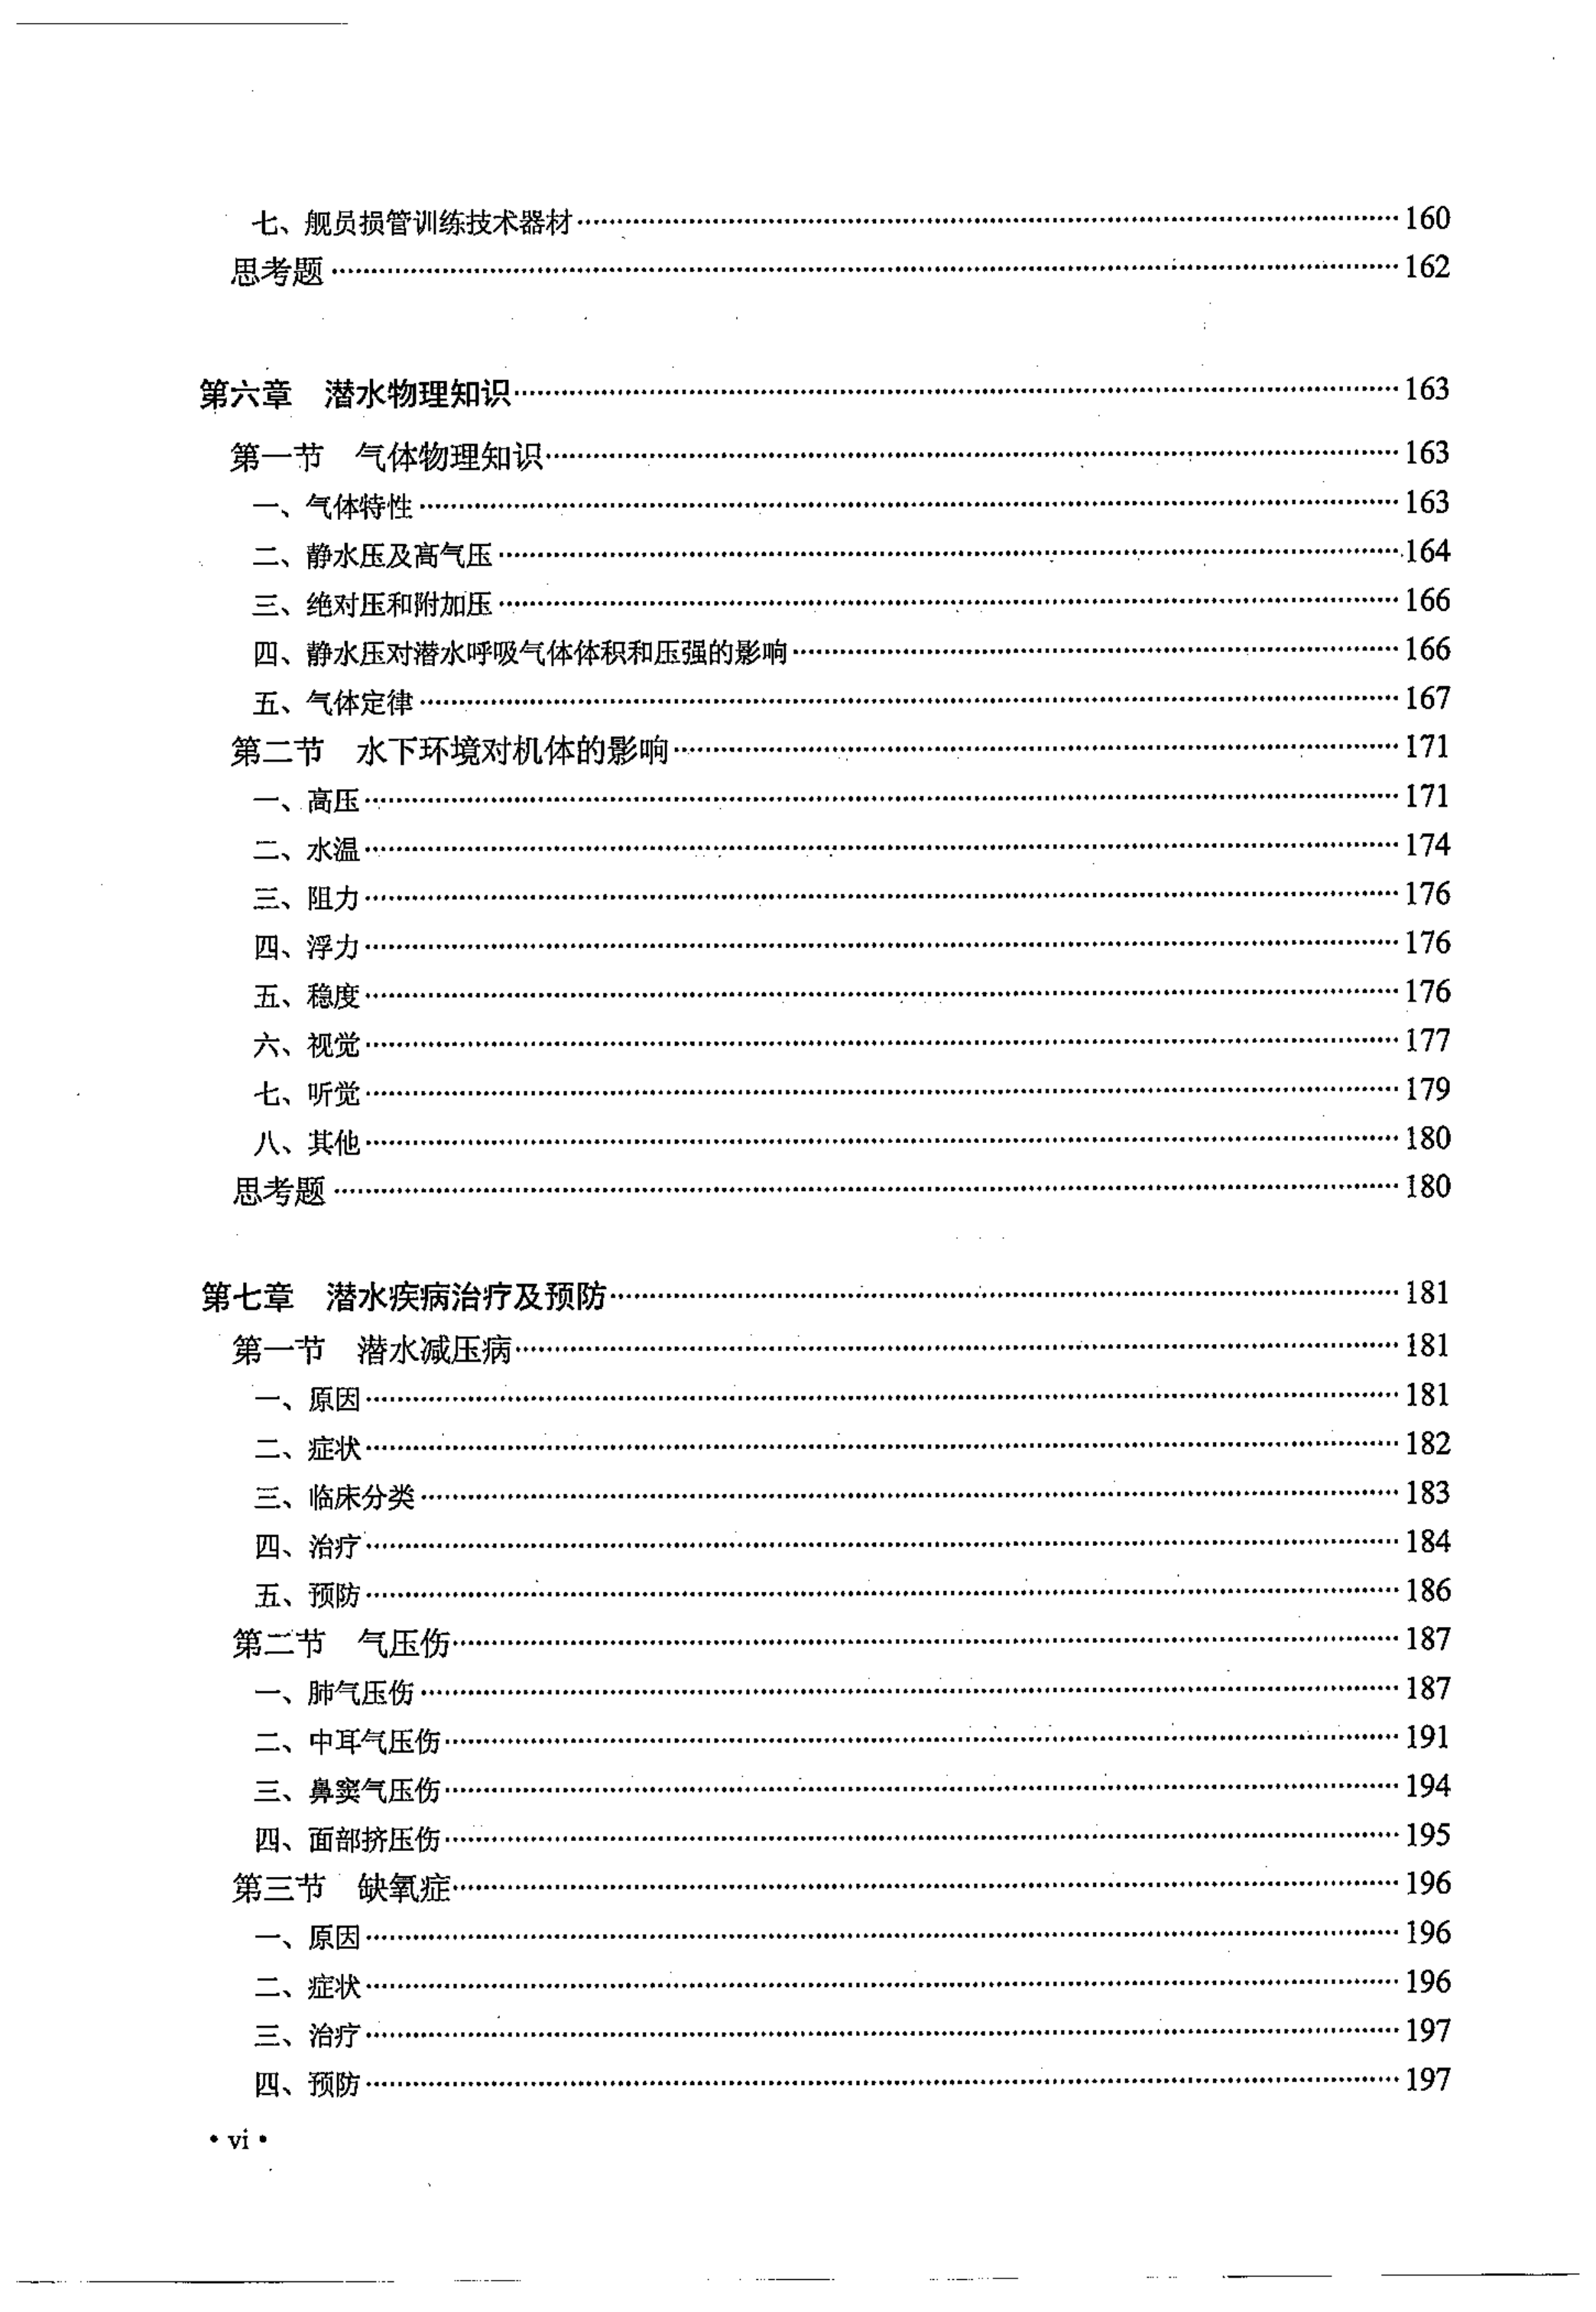 七、舰员损管训练技术器材……160
思考题……162
第六章 潜水物理知识……163
第一节 气体物理知识……163
一、气体特性……163
二、静水压及高气压……164
三、绝对压和附加压……166
四、静水压对潜水呼吸气体体积和压强的影响……166
五、气体定律……167
第二节 水下环境对机体的影响……171
一、高压……171
二、水温……174
三、阻力……176
四、浮力……176
五、稳度……176
六、视觉……177
七、听觉……179
八、其他……180
思考题……180
第七章 潜水疾病治疗及预防……181
第一节 潜水减压病……181
一、原因……181
二、症状……182
三、临床分类……183
四、治疗……184
五、预防……186
第二节 气压伤……187
一、肺气压伤……187
二、中耳气压伤……191
三、鼻窦气压伤……194
四、面部挤压伤……195
第三节 缺氧症……196
一、原因……196
二、症状……196
三、治疗……197
四、预防……197
• vi •